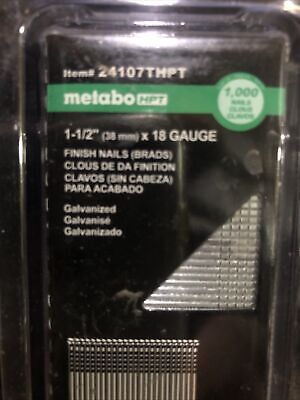 Item# 24107THPT
metabo HPT
1,000
NAILS
CLOUS
CLAVOS
1-1/2" (38 mm) x 18 GAUGE
FINISH NAILS (BRADS)
CLOUS DE DA FINITION
CLAVOS (SIN CABEZA)
PARA ACABADO
Galvanized
Galvanisé
Galvanizado